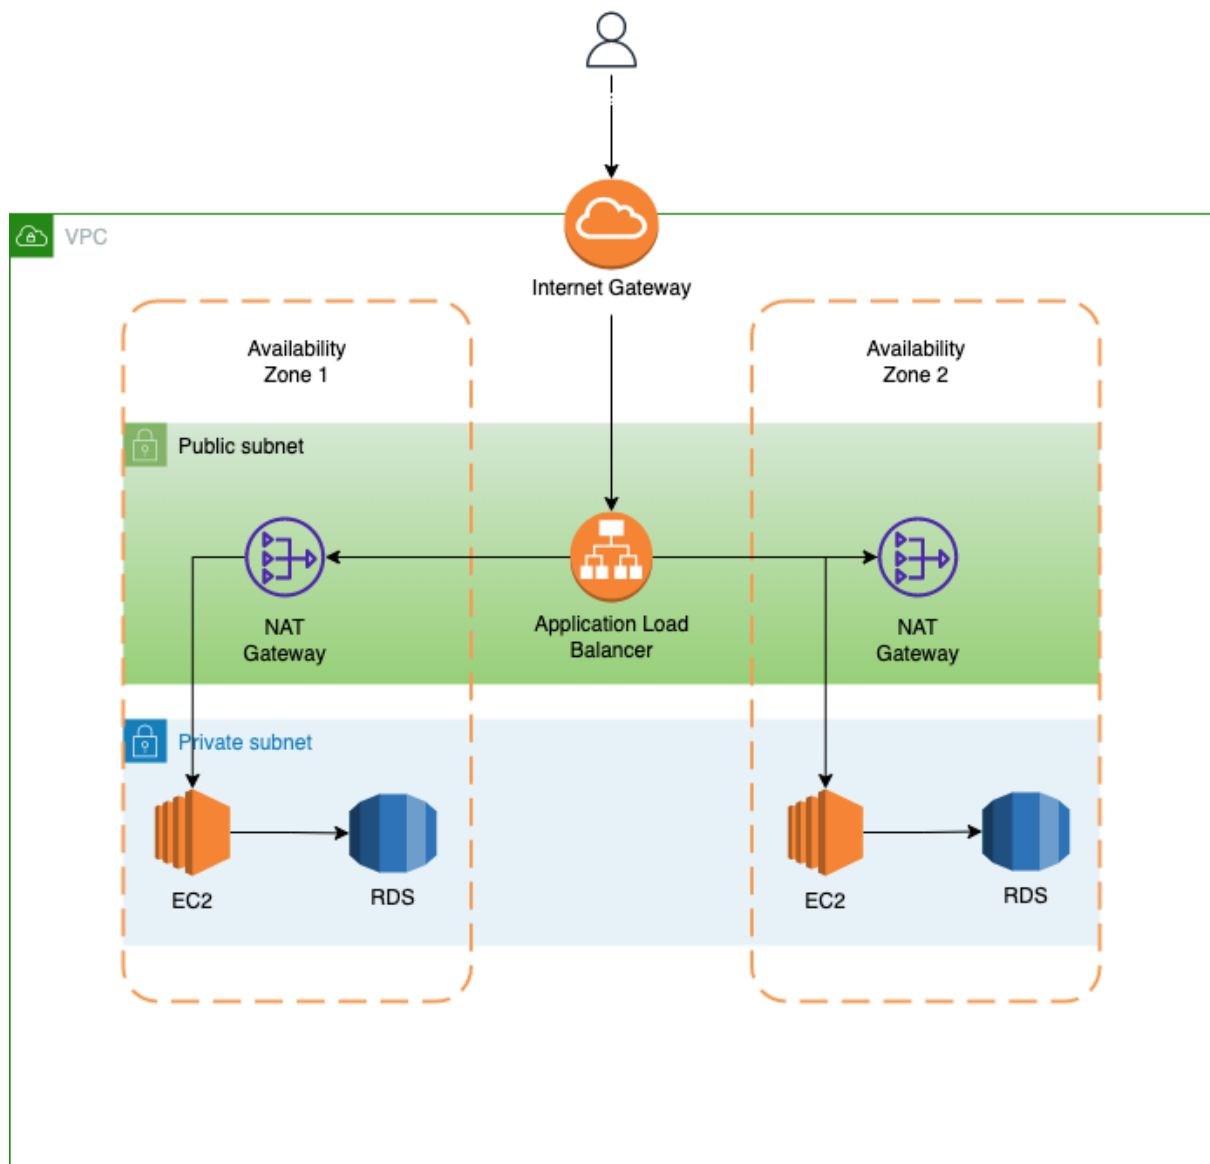 VPC
Internet Gateway
Availability
Zone 1
Availability
Zone 2
Public subnet
NAT
Gateway
Application Load
Balancer
NAT
Gateway
Private subnet
EC2
RDS
EC2
RDS